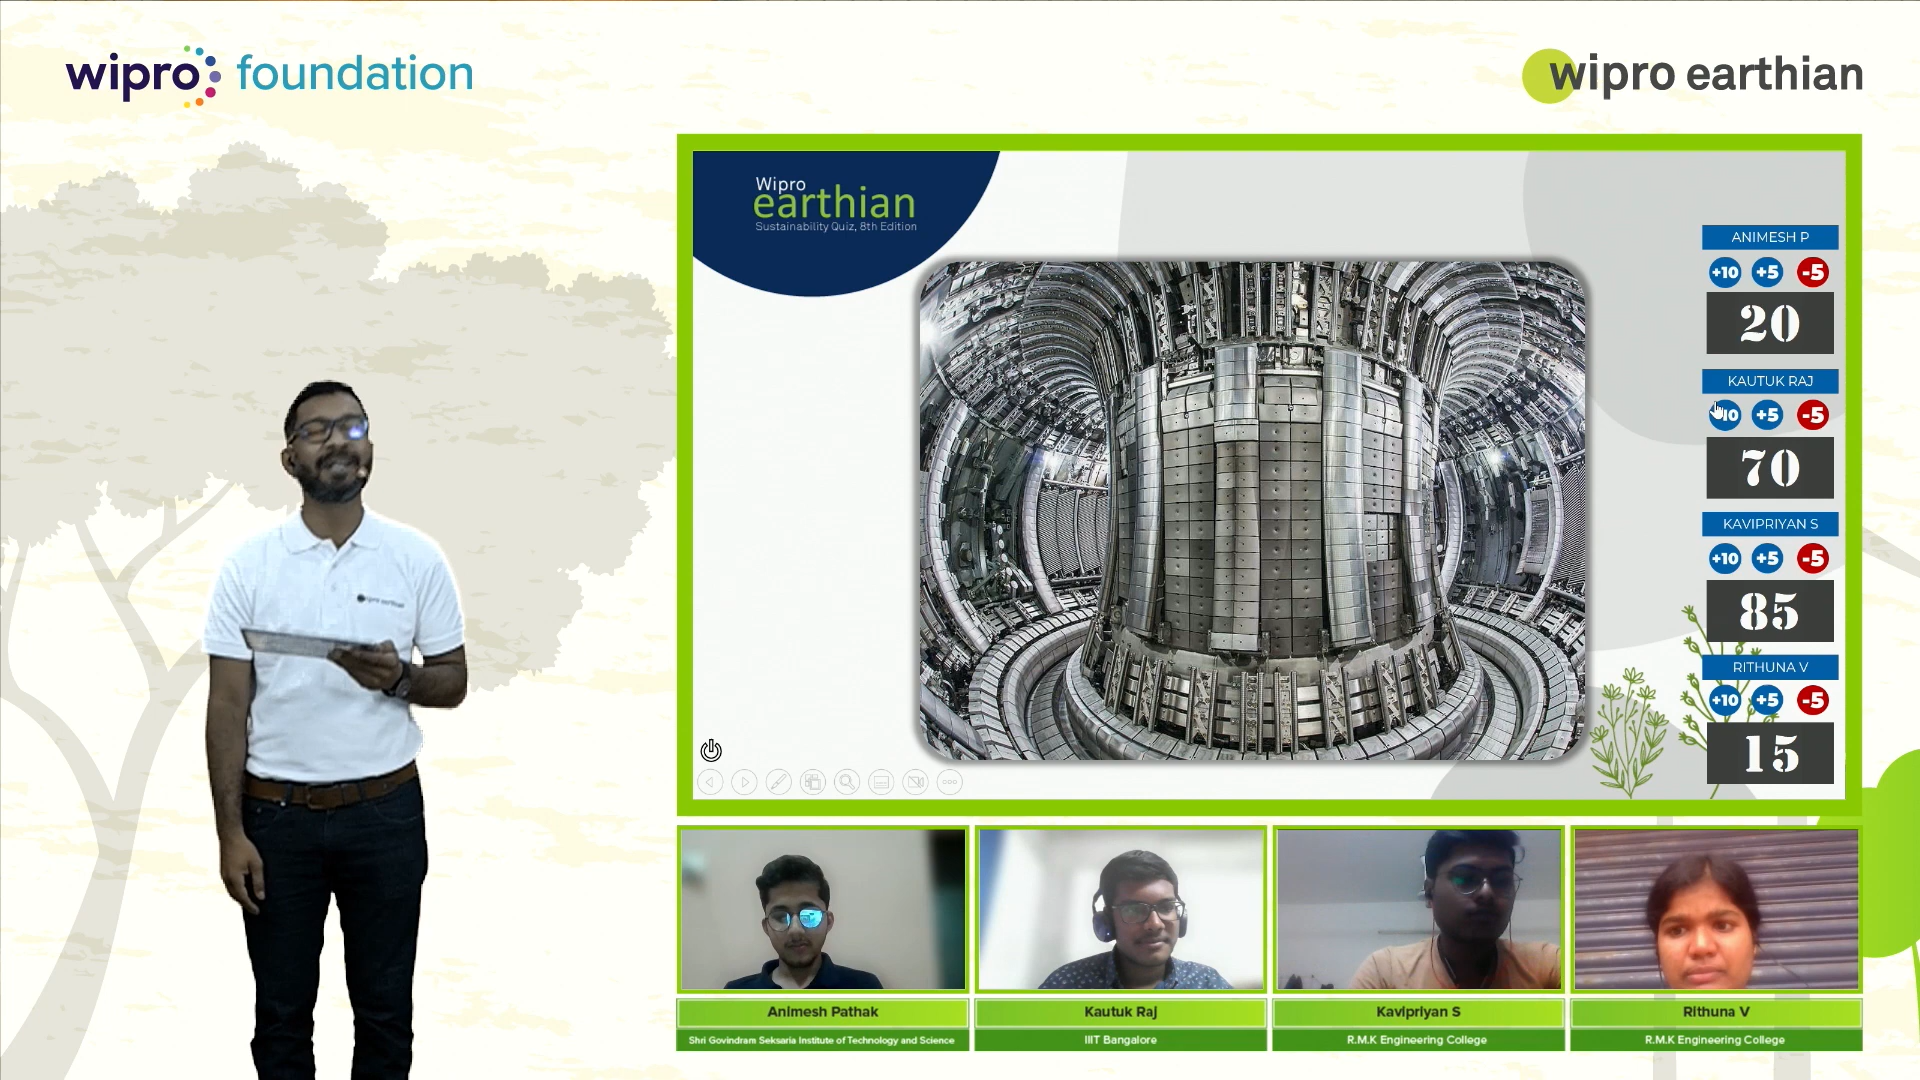 wipro foundation
wipro earthian
Wipro
earthian
Sustainability Quiz, 8th Edition
ANIMESH P
+10 +5 -5
20
KAUTUK RAJ
+5 -5
70
KAVIPRIYAN S
+10 +5 -5
85
RITHUNA V
+10 +5 -5
15
Animesh Pathak
Shri Govindram Seksaria Institute of Technology and Science
Kautuk Raj
IIIT Bangalore
Kavipriyan S
R.M.K Engineering College
Rithuna V
R.M.K Engineering College